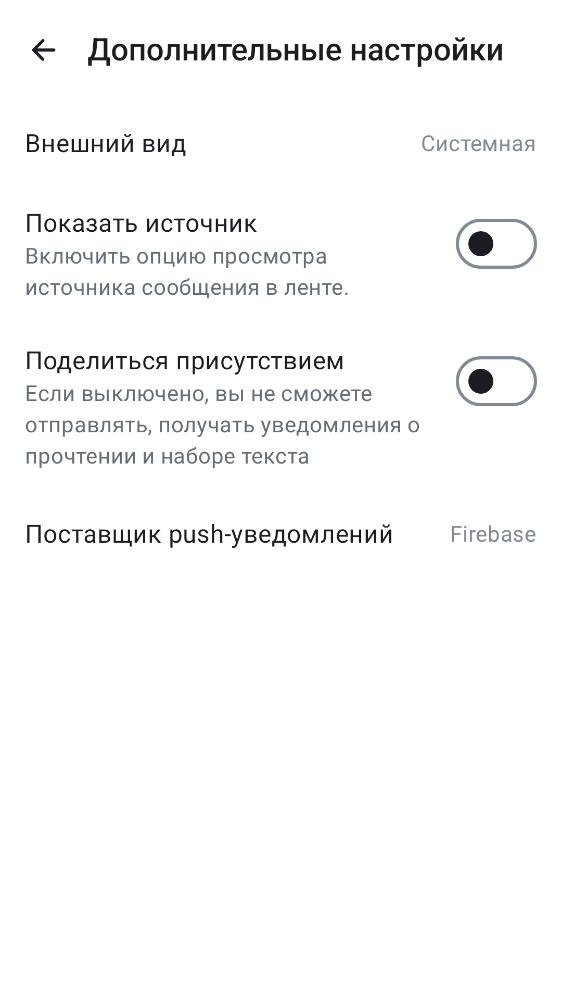 Дополнительные настройки
Внешний вид
Системная
Показать источник
Включить опцию просмотра
источника сообщения в ленте.
Поделиться присутствием
Если выключено, вы не сможете
отправлять, получать уведомления о
прочтении и наборе текста
Поставщик push-уведомлений
Firebase